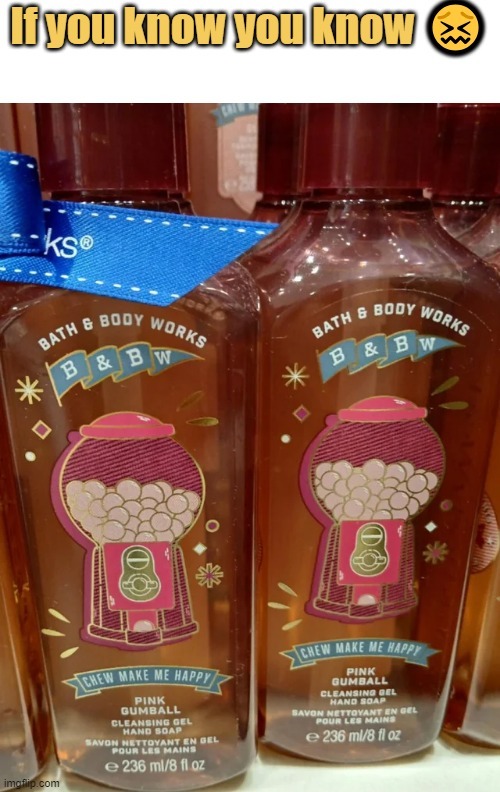 If you know you know 😖
ks®
BATH & BODY WORKS
B & B W
CHEW MAKE ME HAPPY
PINK
GUMBALL
CLEANSING GEL
HAND SOAP
SAVON NETTOYANT EN GEL
POUR LES MAINS
℮ 236 ml/8 fl oz
BATH & BODY WORKS
B & B W
CHEW MAKE ME HAPPY
PINK
GUMBALL
CLEANSING GEL
HAND SOAP
SAVON NETTOYANT EN GEL
POUR LES MAINS
℮ 236 ml/8 fl oz
imgflip.com